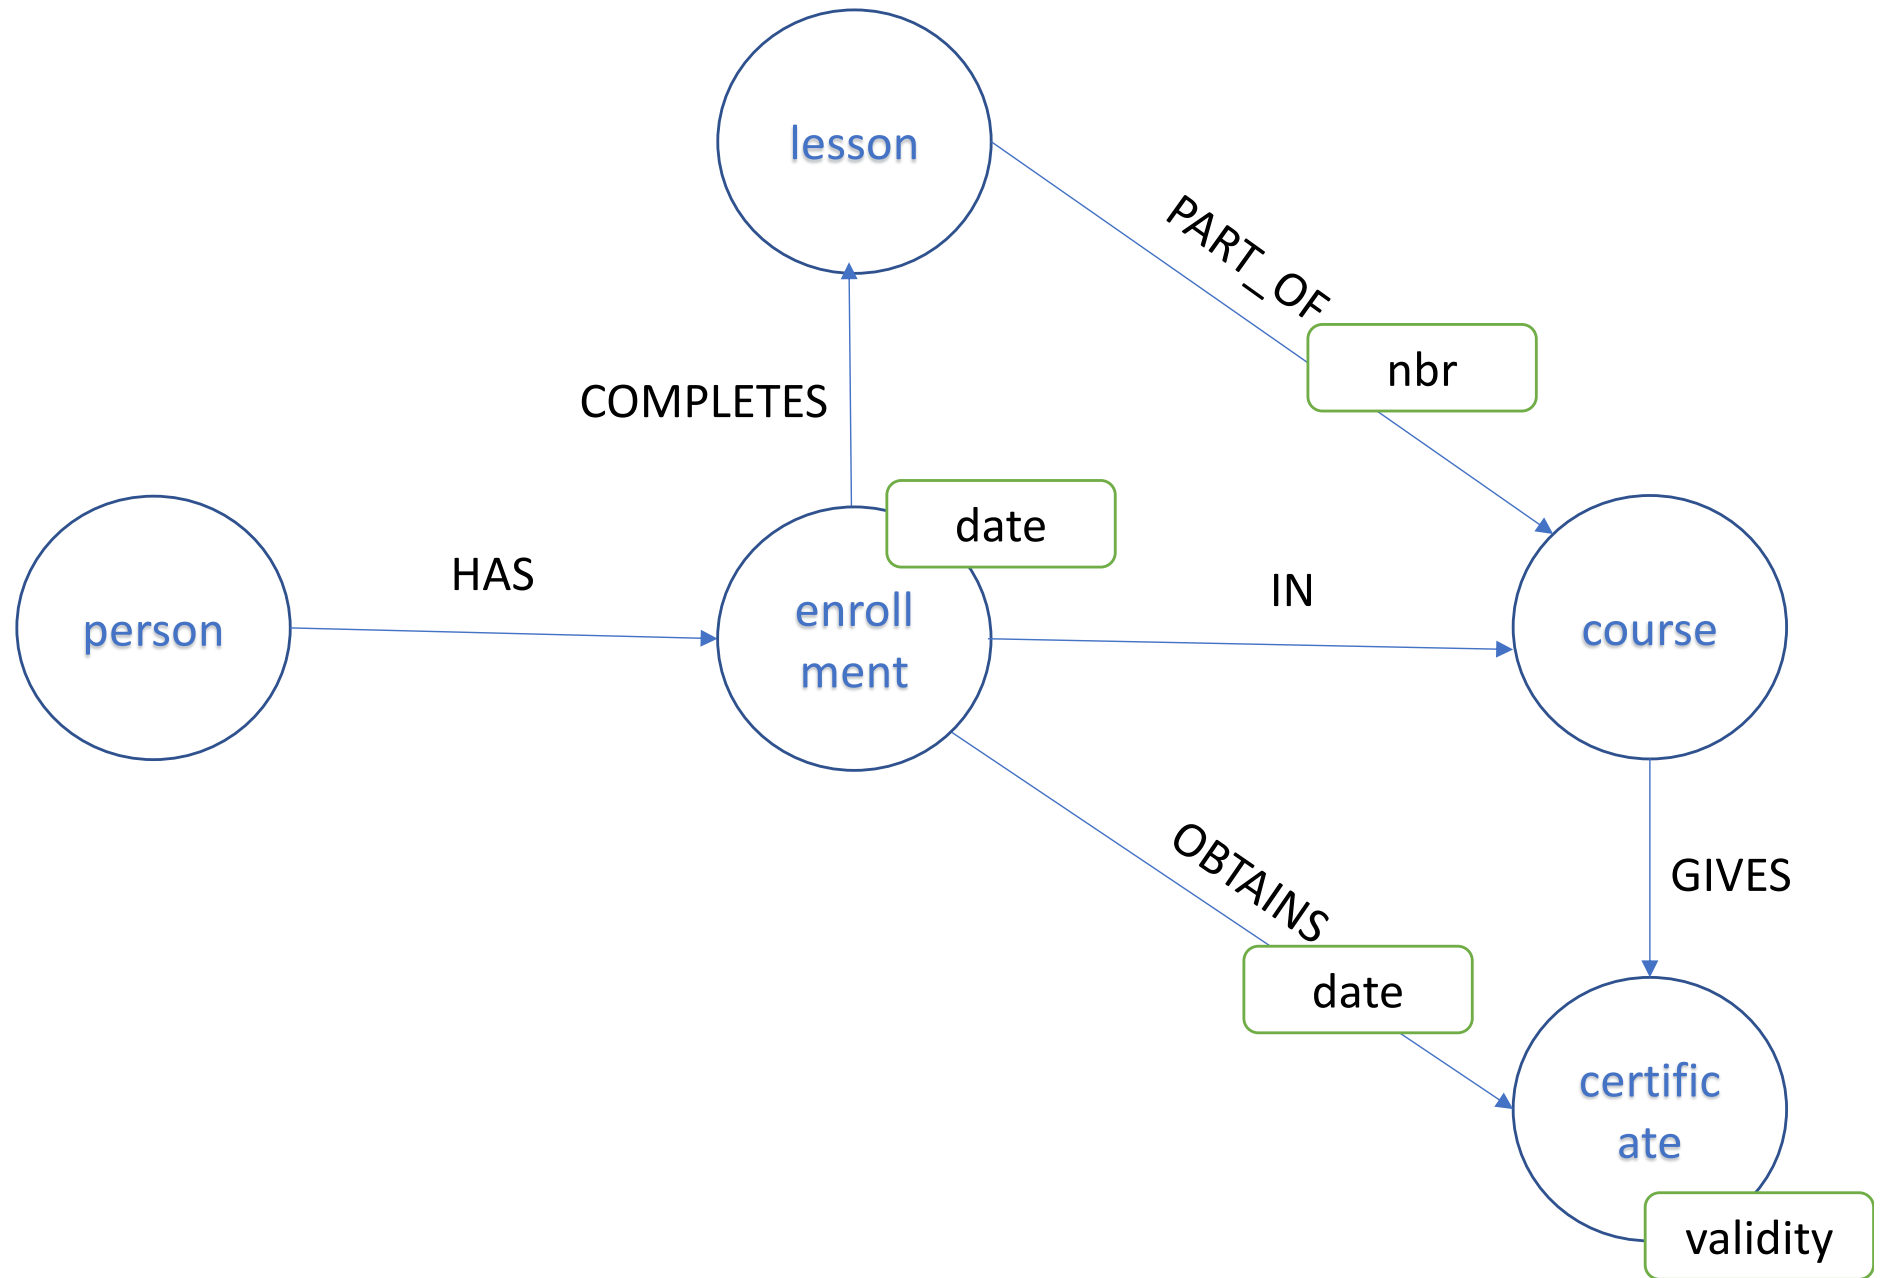 lesson
PART_OF
nbr
COMPLETES
date
HAS
IN
person
enroll
ment
course
OBTAINS
GIVES
date
certific
ate
validity